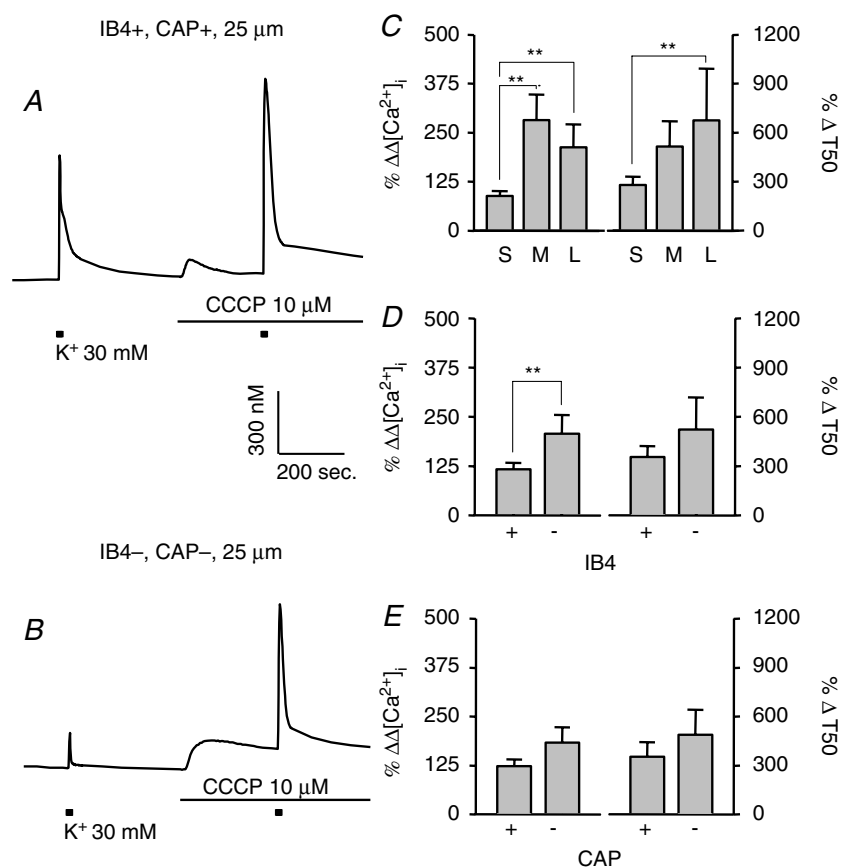 IB4+, CAP+, 25 μm
A
CCCP 10 μM
K⁺ 30 mM
300 nM
200 sec.
IB4–, CAP–, 25 μm
B
CCCP 10 μM
K⁺ 30 mM
C
% ΔΔ[Ca²⁺]ᵢ
500
375
250
125
0
**
**
**
S M L
S M L
1200
900
600
300
0
% Δ T50
D
% ΔΔ[Ca²⁺]ᵢ
500
375
250
125
0
**
+ -
+ -
IB4
1200
900
600
300
0
% Δ T50
E
% ΔΔ[Ca²⁺]ᵢ
500
375
250
125
0
+ -
+ -
CAP
1200
900
600
300
0
% Δ T50